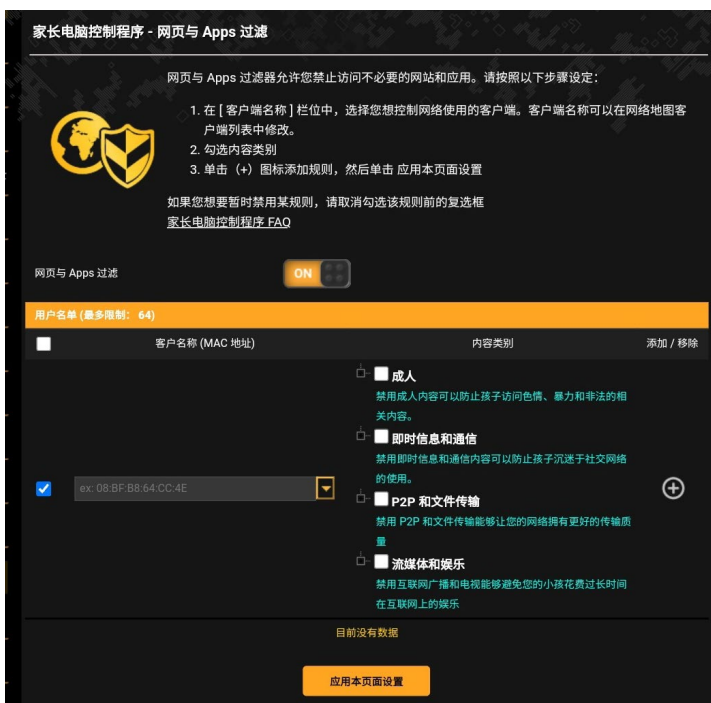 家长电脑控制程序 - 网页与 Apps 过滤
网页与 Apps 过滤器允许您禁止访问不必要的网站和应用。请按照以下步骤设定：
1. 在 [ 客户端名称 ] 栏位中，选择您想控制网络使用的客户端。客户端名称可以在网络地图客
户端列表中修改。
2. 勾选内容类别
3. 单击（+）图标添加规则，然后单击 应用本页面设置
如果您想要暂时禁用某规则，请取消勾选该规则前的复选框
家长电脑控制程序 FAQ
网页与 Apps 过滤
ON
用户名单 (最多限制： 64)
客户名称 (MAC 地址)
内容类别
添加 / 移除
成人
禁用成人内容可以防止孩子访问色情、暴力和非法的相
关内容。
即时信息和通信
禁用即时信息和通信内容可以防止孩子沉迷于社交网络
的使用。
ex: 08:BF:B8:64:CC:4E
P2P 和文件传输
禁用 P2P 和文件传输能够让您的网络拥有更好的传输质
量
流媒体和娱乐
禁用互联网广播和电视能够避免您的小孩花费过长时间
在互联网上的娱乐
目前没有数据
应用本页面设置